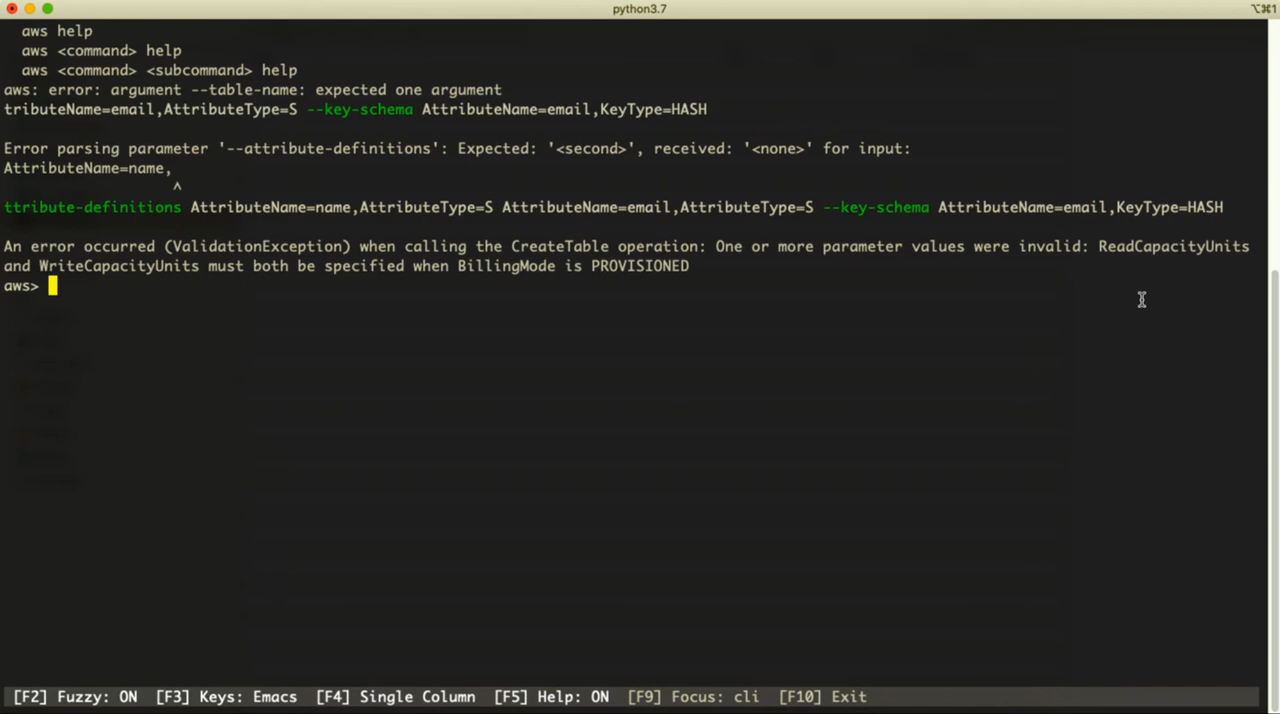 python3.7
⌥⌘1
aws help
aws <command> help
aws <command> <subcommand> help
aws: error: argument --table-name: expected one argument
tributeName=email,AttributeType=S --key-schema AttributeName=email,KeyType=HASH
Error parsing parameter '--attribute-definitions': Expected: '<second>', received: '<none>' for input:
AttributeName=name,
^
ttribute-definitions AttributeName=name,AttributeType=S AttributeName=email,AttributeType=S --key-schema AttributeName=email,KeyType=HASH
An error occurred (ValidationException) when calling the CreateTable operation: One or more parameter values were invalid: ReadCapacityUnits
and WriteCapacityUnits must both be specified when BillingMode is PROVISIONED
aws>
[F2] Fuzzy: ON [F3] Keys: Emacs [F4] Single Column [F5] Help: ON [F9] Focus: cli [F10] Exit